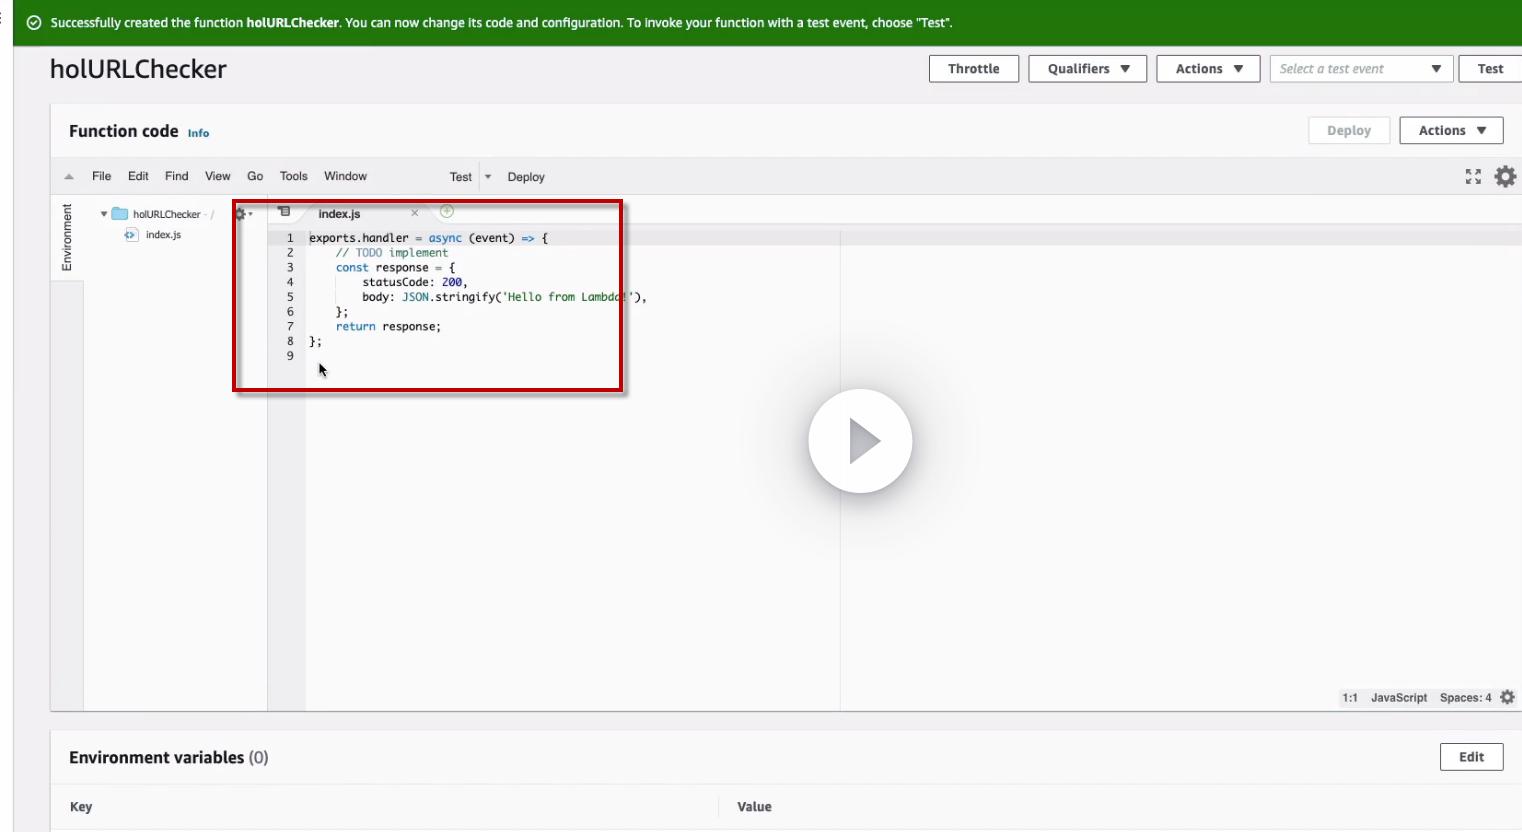 Successfully created the function holURLChecker. You can now change its code and configuration. To invoke your function with a test event, choose "Test".
holURLChecker
Throttle
Qualifiers
Actions
Select a test event
Test
Function code Info
Deploy
Actions
File Edit Find View Go Tools Window
Test
Deploy
Environment
holURLChecker - /
index.js
index.js
1 exports.handler = async (event) => {
2     // TODO implement
3     const response = {
4         statusCode: 200,
5         body: JSON.stringify('Hello from Lambda!'),
6     };
7     return response;
8 };
9
1:1 JavaScript Spaces: 4
Environment variables (0)
Edit
Key
Value